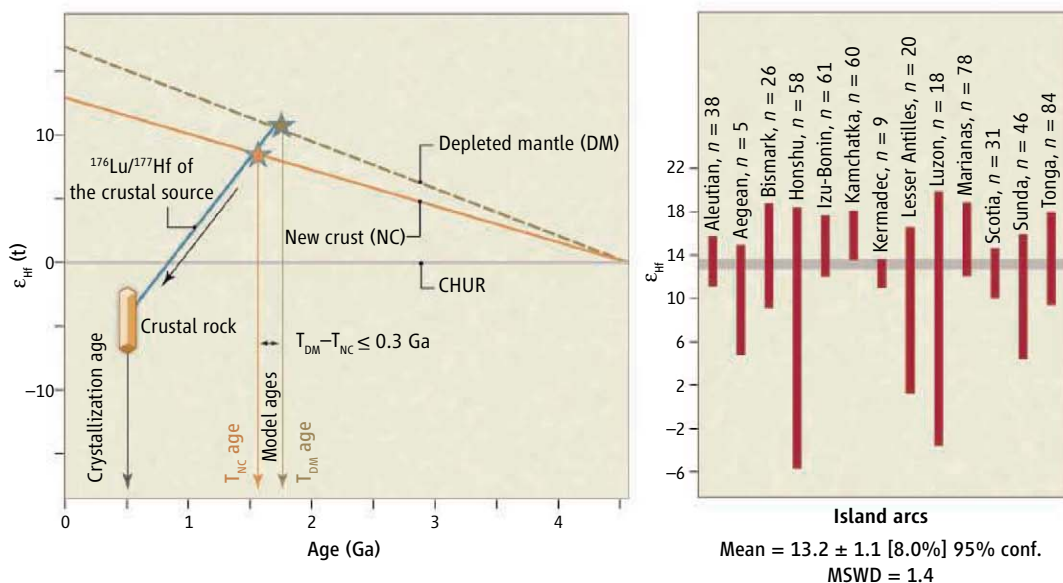 10
0
−10
ε_Hf (t)
¹⁷⁶Lu/¹⁷⁷Hf of
the crustal source
Depleted mantle (DM)
New crust (NC)
CHUR
Crustal rock
T_DM–T_NC ≤ 0.3 Ga
Crystallization age
T_NC age
Model ages
T_DM age
0 1 2 3 4
Age (Ga)
ε_Hf
22
18
14
10
6
2
−2
−6
Aleutian, n = 38
Aegean, n = 5
Bismark, n = 26
Honshu, n = 58
Izu-Bonin, n = 61
Kamchatka, n = 60
Kermadec, n = 9
Lesser Antilles, n = 20
Luzon, n = 18
Marianas, n = 78
Scotia, n = 31
Sunda, n = 46
Tonga, n = 84
Island arcs
Mean = 13.2 ± 1.1 [8.0%] 95% conf.
MSWD = 1.4